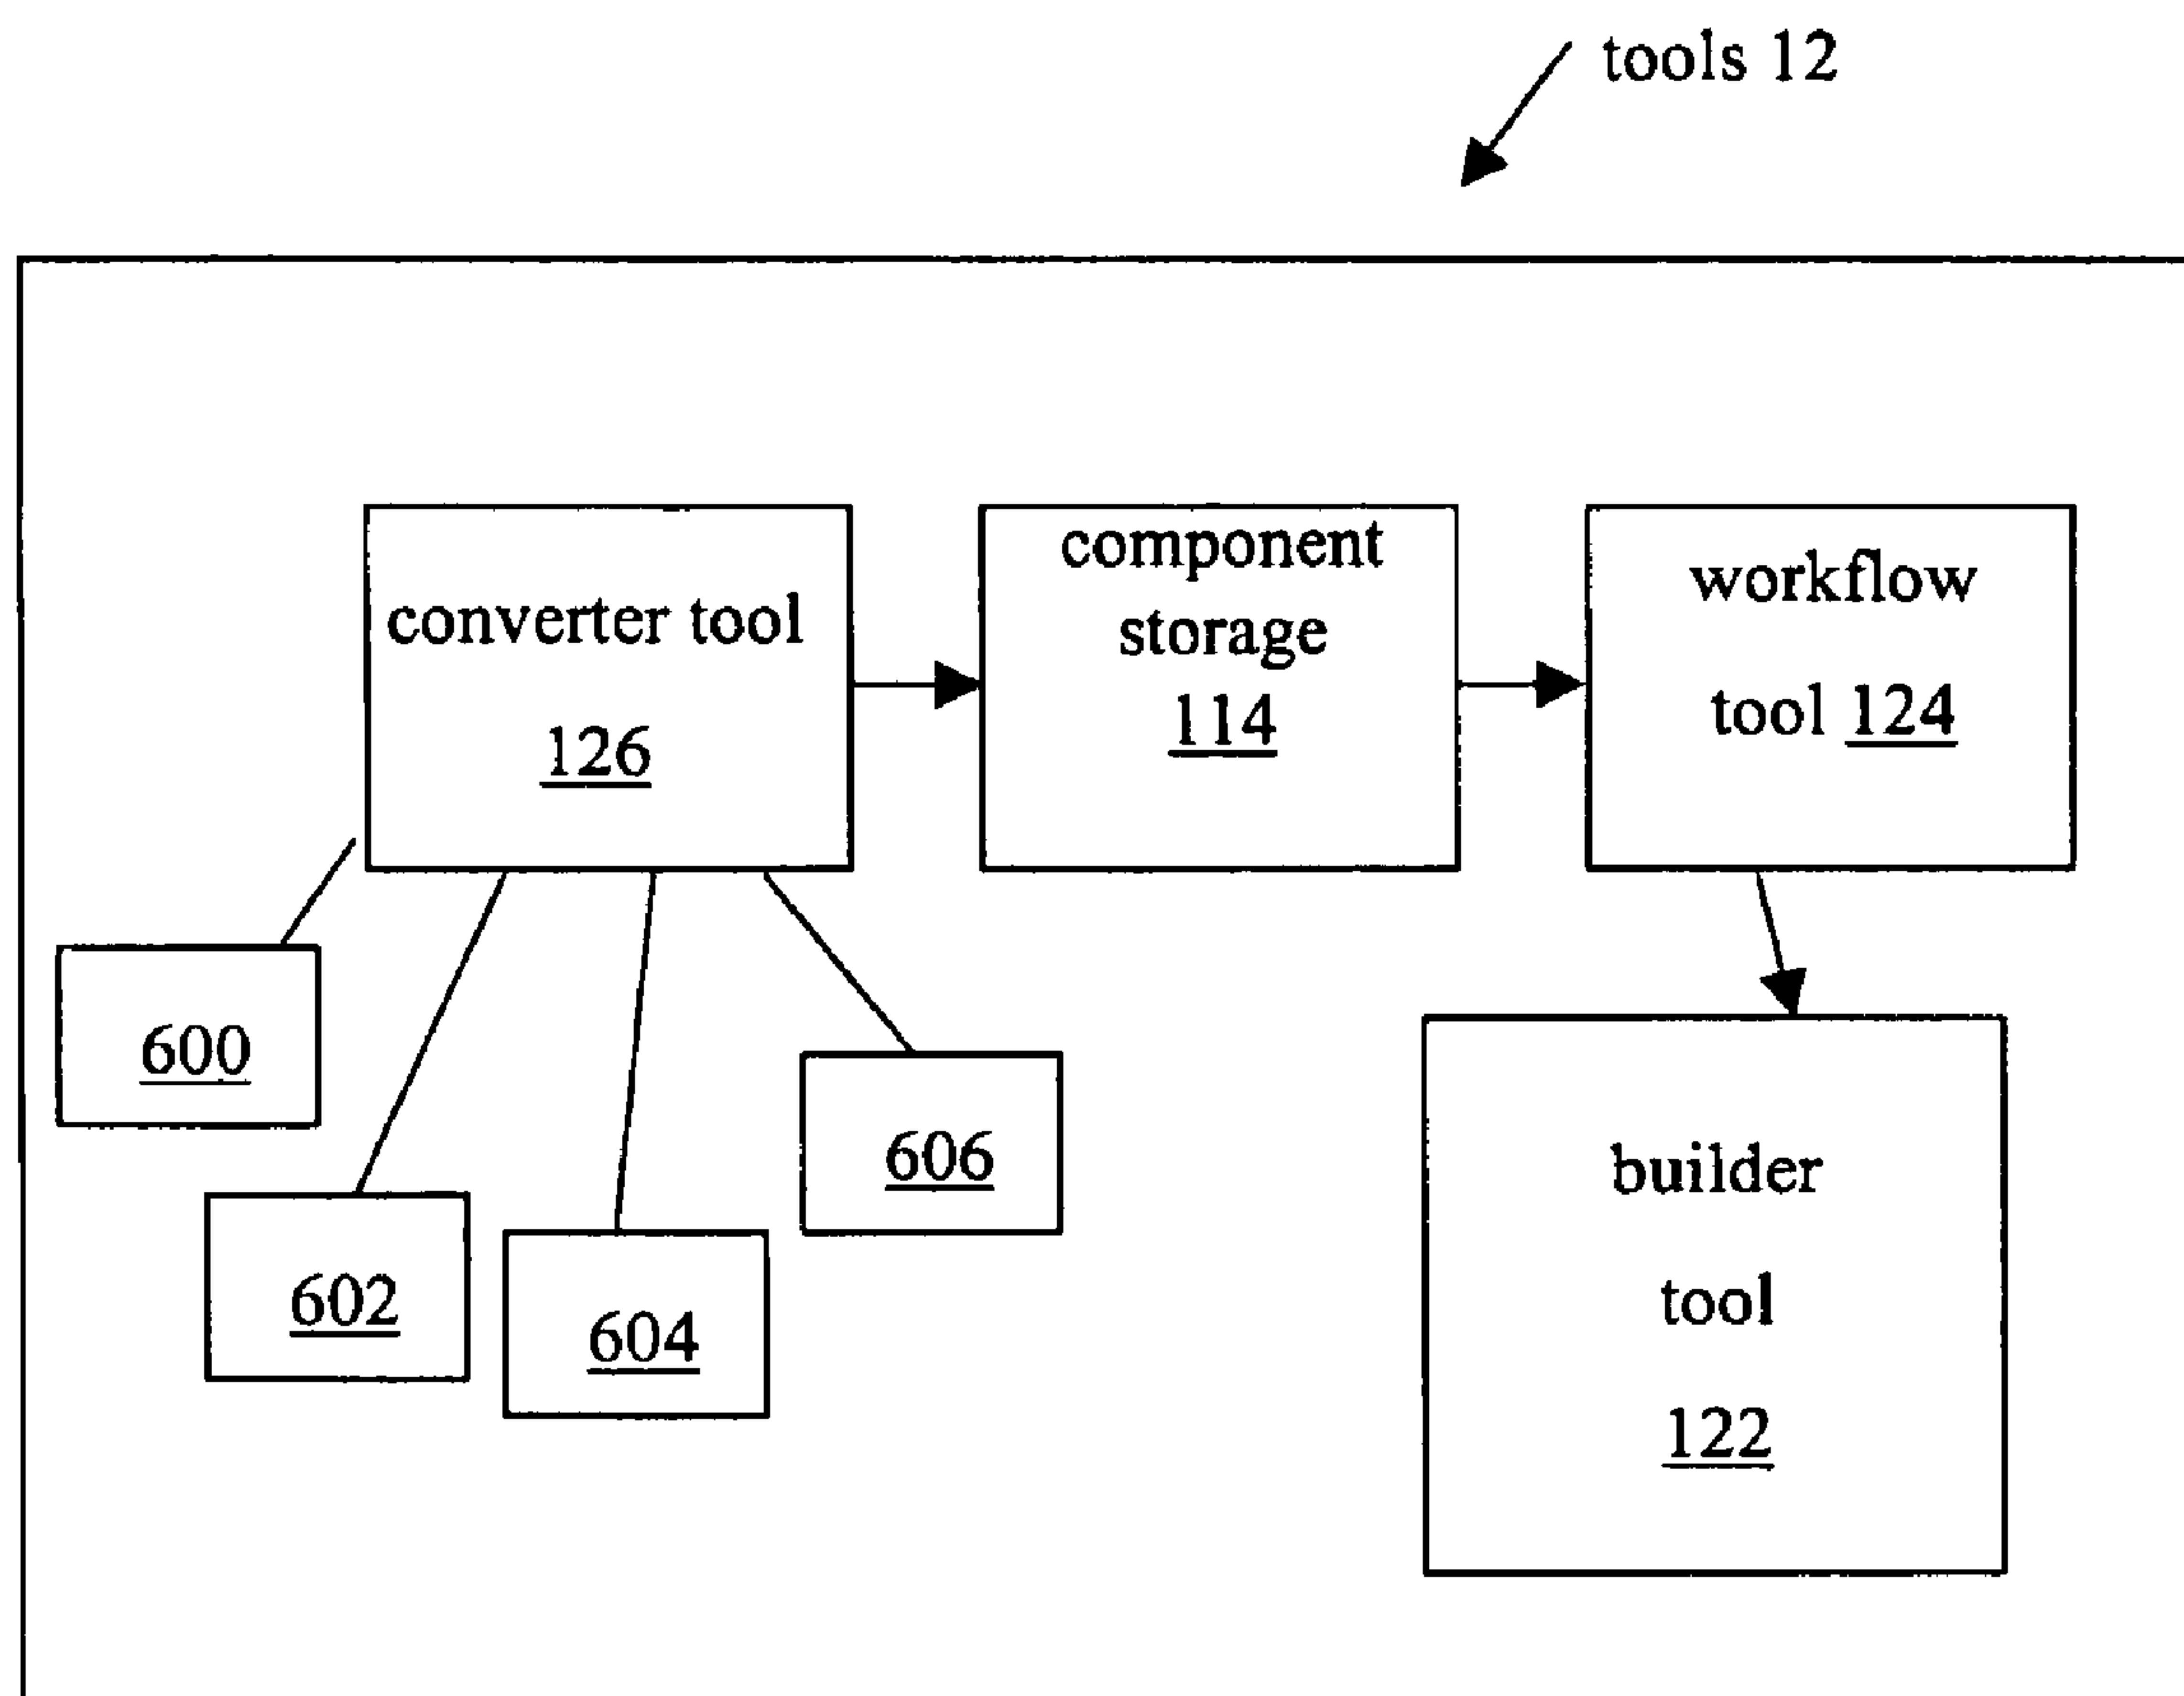 tools 12
converter tool
126
component
storage
114
workflow
tool 124
600
602
604
606
builder
tool
122